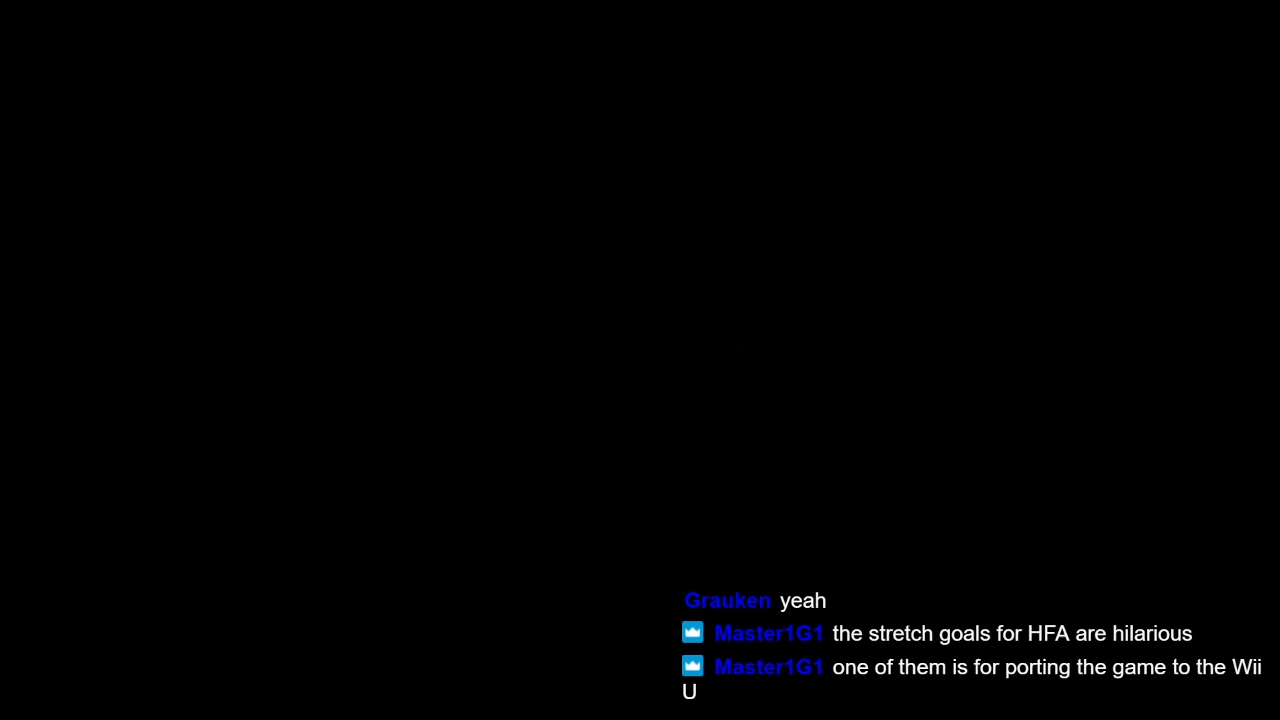 Grauken yeah
Master1G1 the stretch goals for HFA are hilarious
Master1G1 one of them is for porting the game to the Wii
U